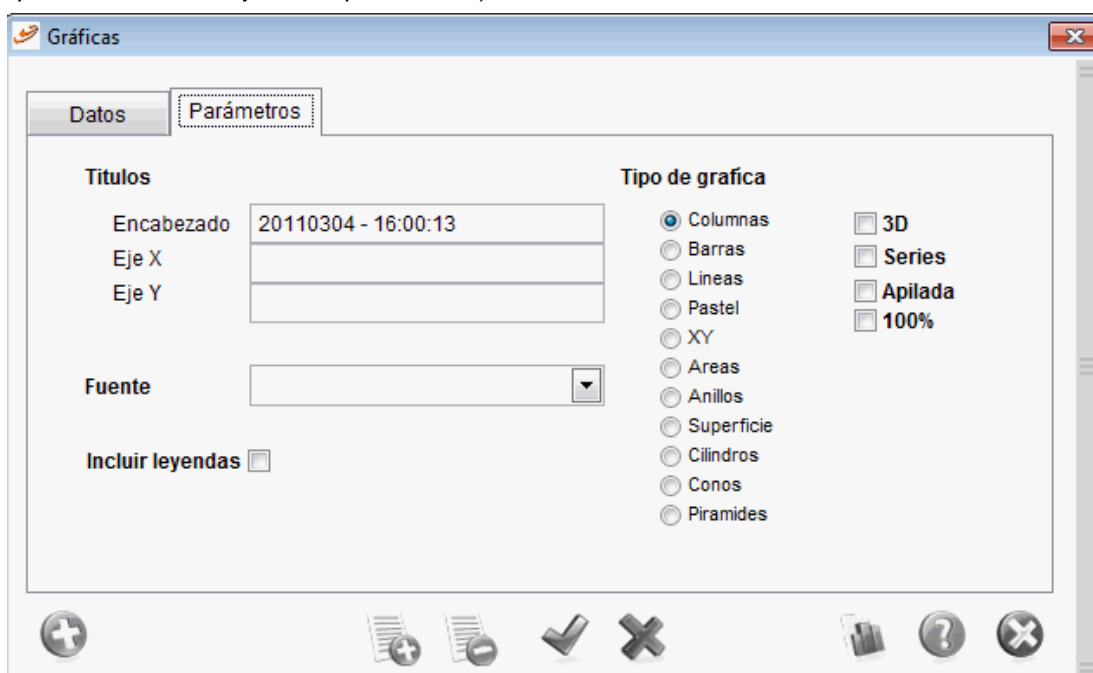 Gráficas
Datos
Parámetros
Titulos
Encabezado 20110304 - 16:00:13
Eje X
Eje Y
Fuente
Incluir leyendas
Tipo de grafica
Columnas
Barras
Lineas
Pastel
XY
Areas
Anillos
Superficie
Cilindros
Conos
Piramides
3D
Series
Apilada
100%